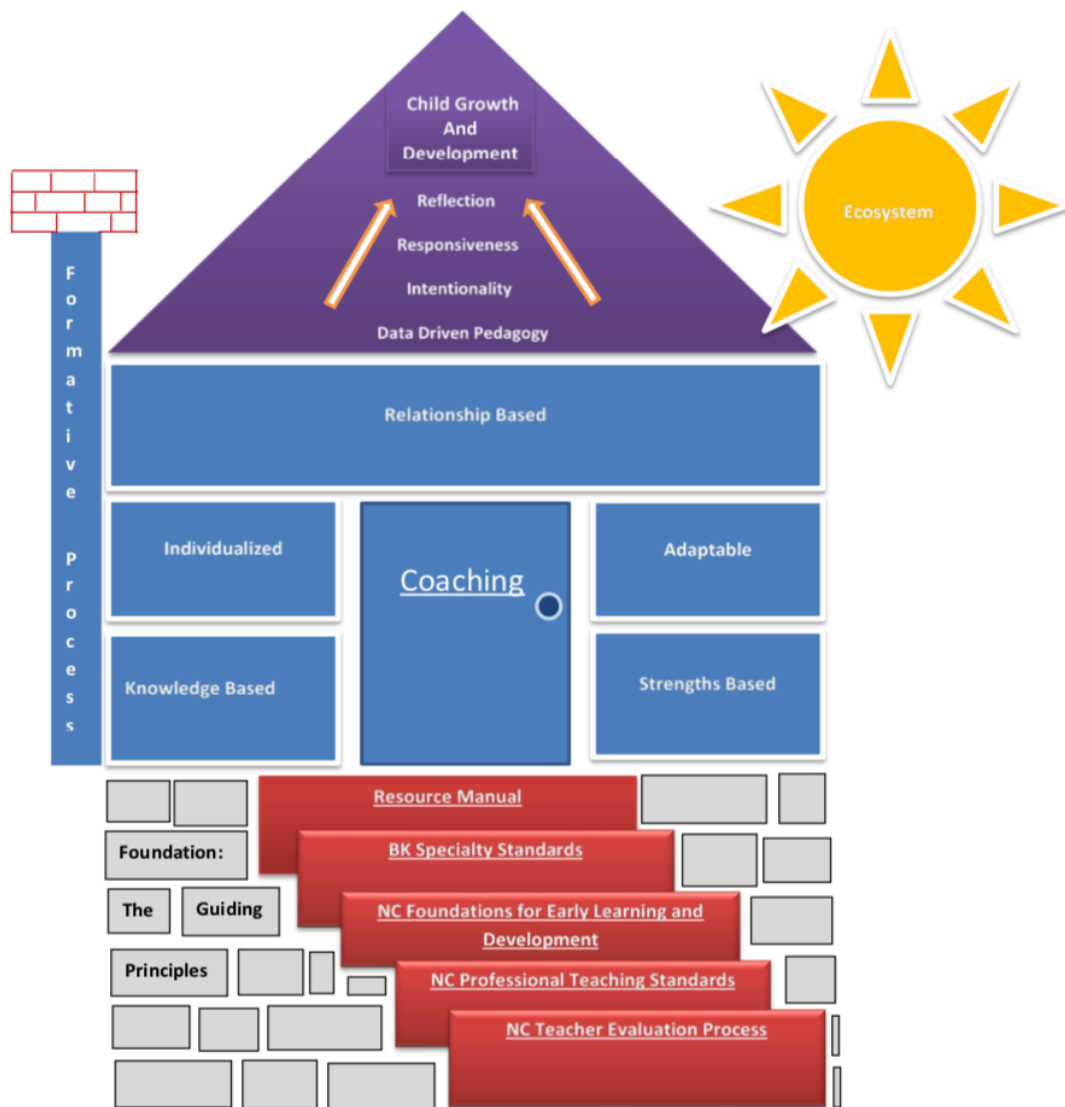 Child Growth
And
Development
Reflection
Responsiveness
Intentionality
Data Driven Pedagogy
Ecosystem
Formative Process
Relationship Based
Individualized
Coaching
Adaptable
Knowledge Based
Strengths Based
Resource Manual
Foundation:
BK Specialty Standards
The Guiding
NC Foundations for Early Learning and
Development
Principles
NC Professional Teaching Standards
NC Teacher Evaluation Process